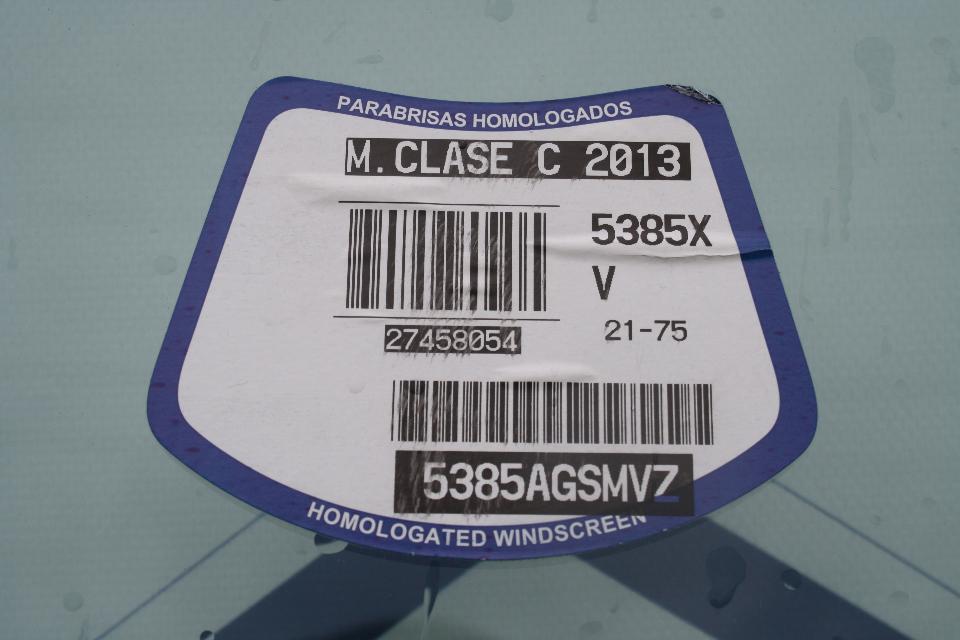 PARABRISAS HOMOLOGADOS
M. CLASE C 2013
5385X
V
21-75
27458054
5385AGSMVZ
HOMOLOGATED WINDSCREEN